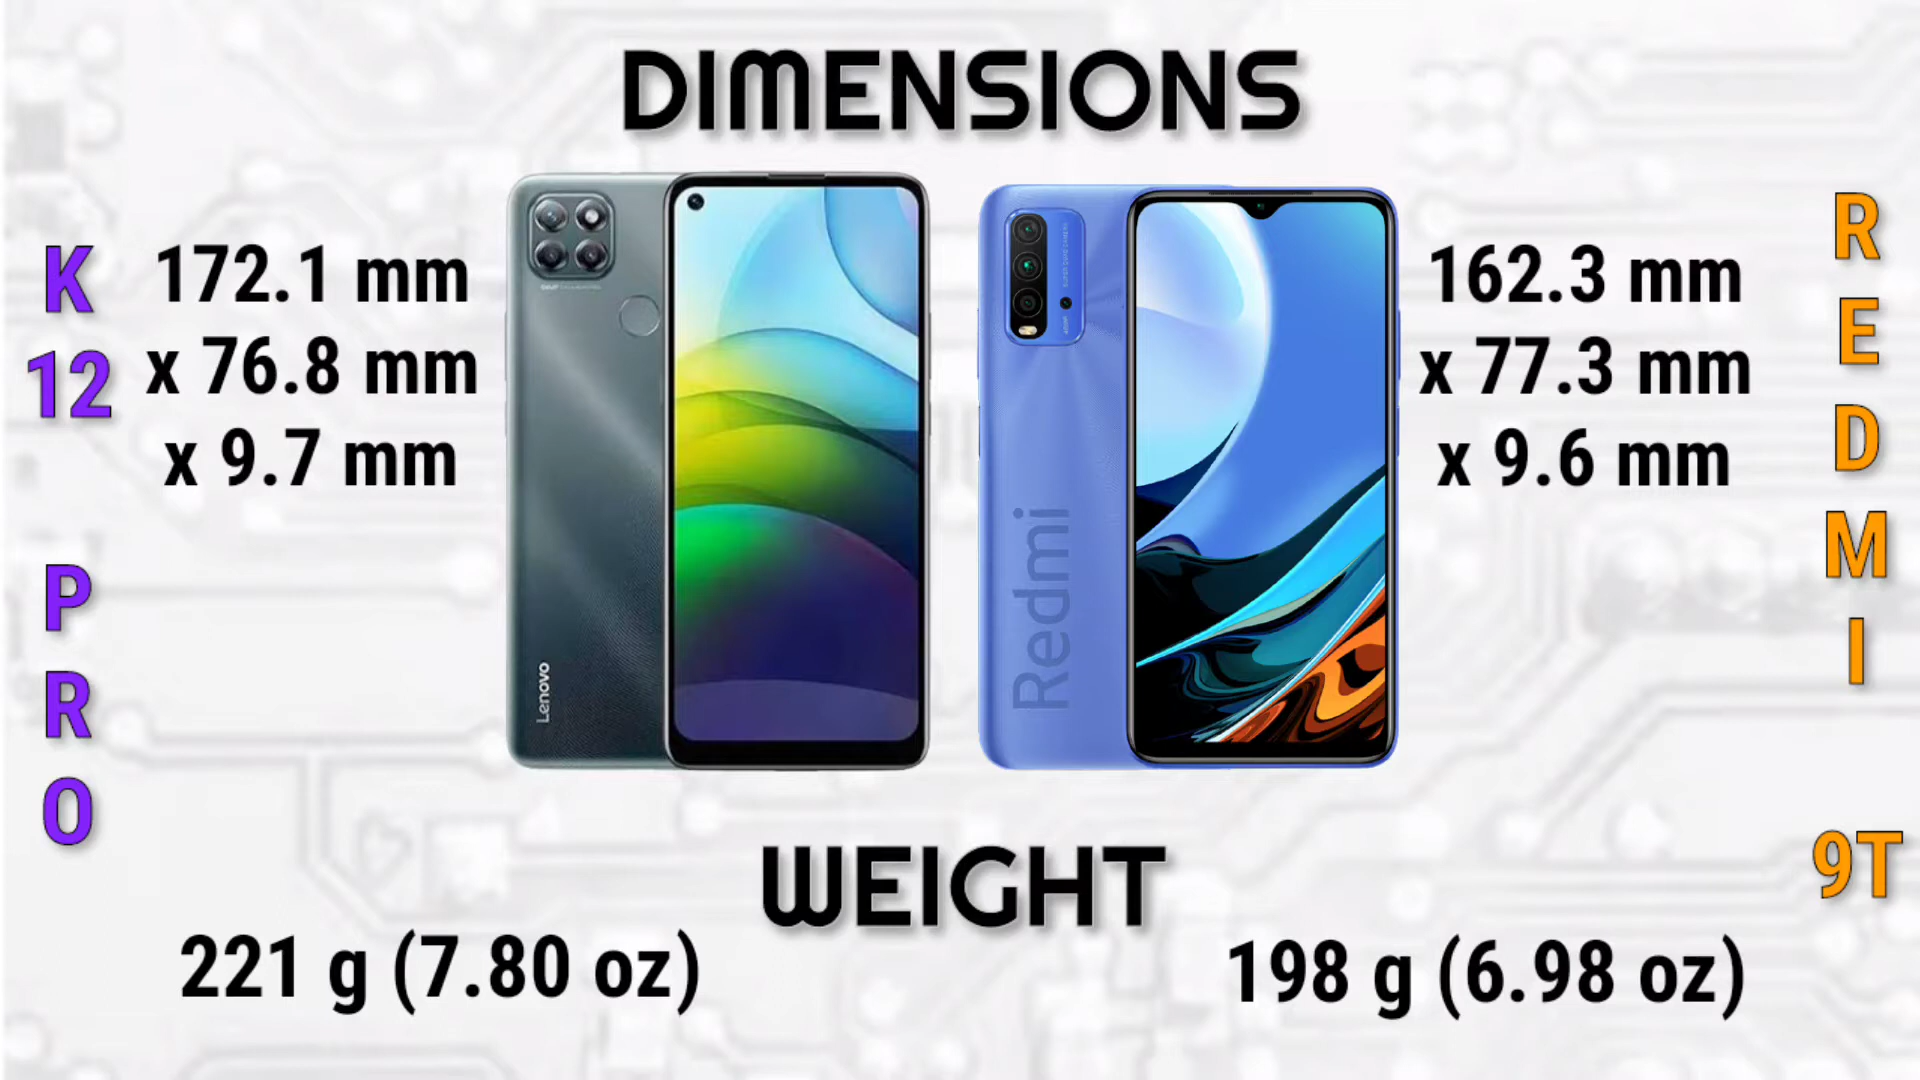 DIMENSIONS
K
12
PRO
172.1 mm
x 76.8 mm
x 9.7 mm
Lenovo
Redmi
162.3 mm
x 77.3 mm
x 9.6 mm
REDMI
9T
WEIGHT
221 g (7.80 oz)
198 g (6.98 oz)